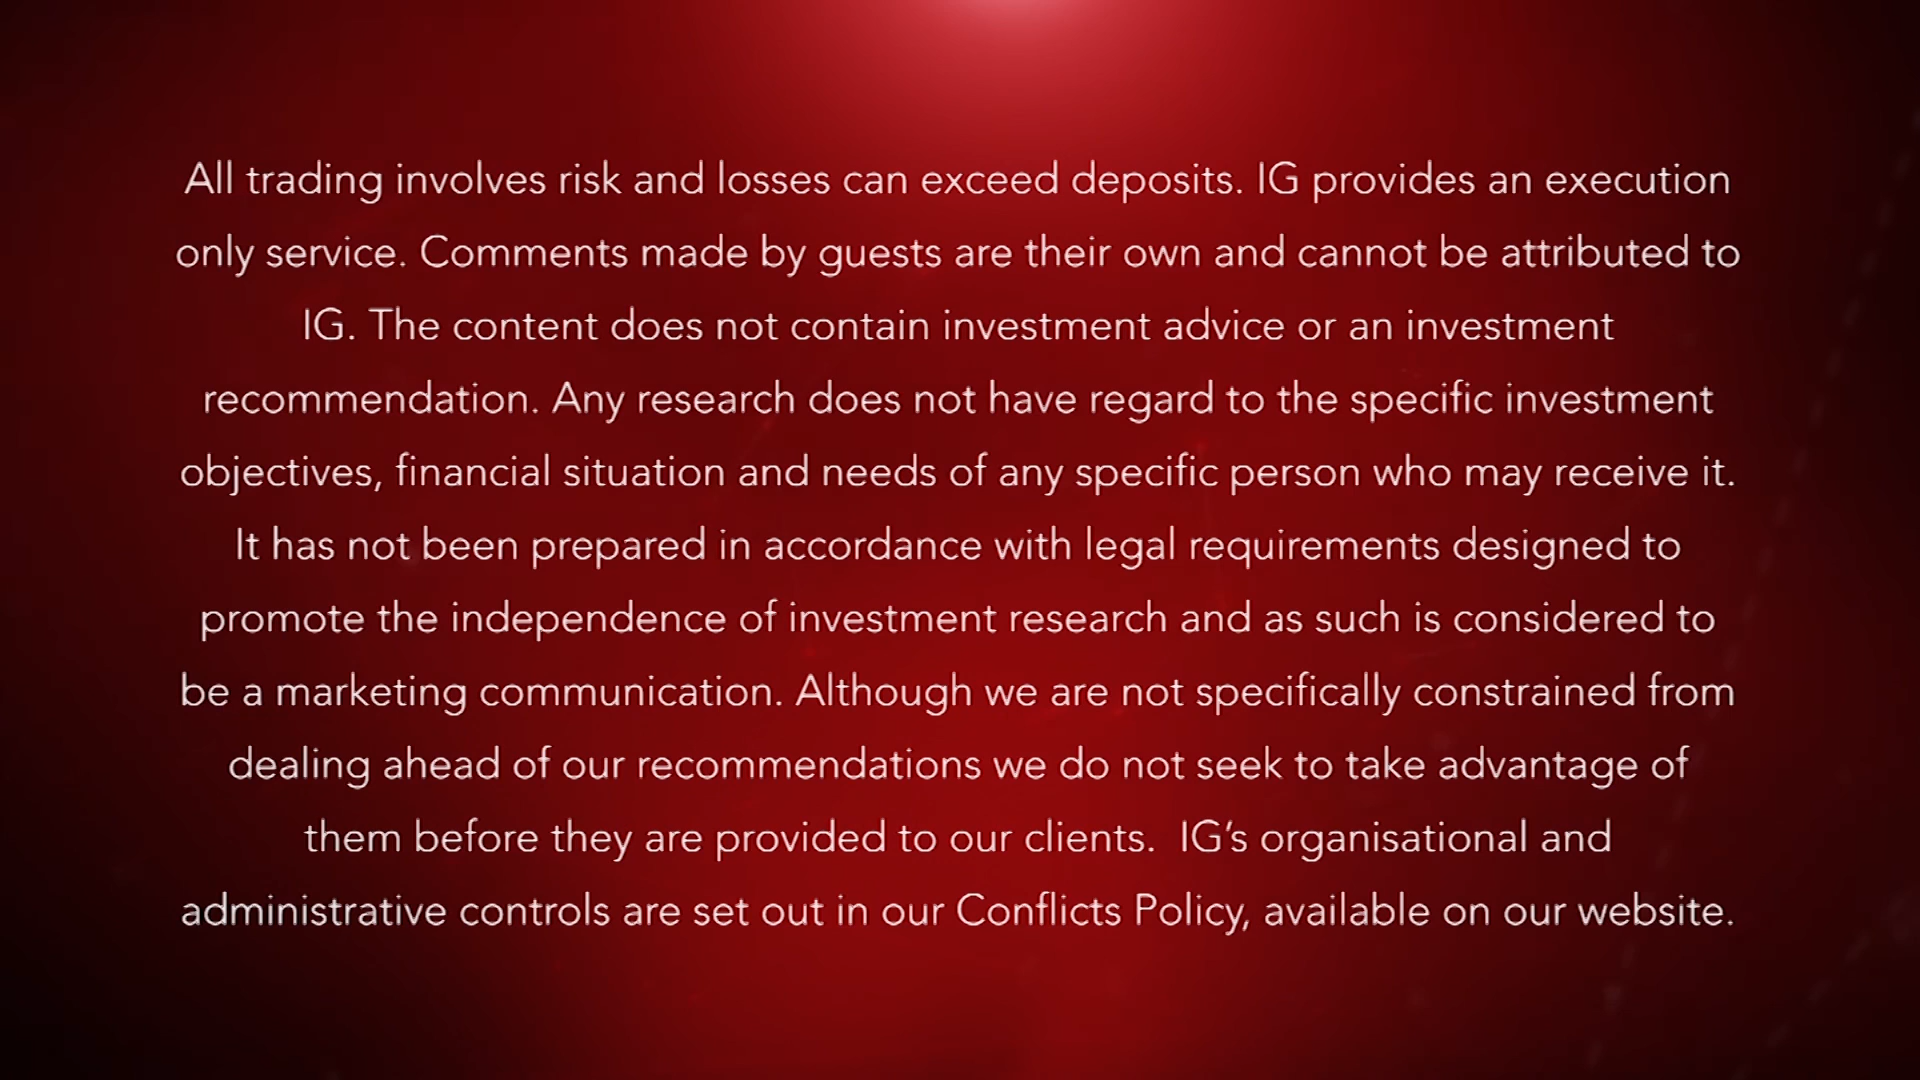 All trading involves risk and losses can exceed deposits. IG provides an execution
only service. Comments made by guests are their own and cannot be attributed to
IG. The content does not contain investment advice or an investment
recommendation. Any research does not have regard to the specific investment
objectives, financial situation and needs of any specific person who may receive it.
It has not been prepared in accordance with legal requirements designed to
promote the independence of investment research and as such is considered to
be a marketing communication. Although we are not specifically constrained from
dealing ahead of our recommendations we do not seek to take advantage of
them before they are provided to our clients.  IG’s organisational and
administrative controls are set out in our Conflicts Policy, available on our website.